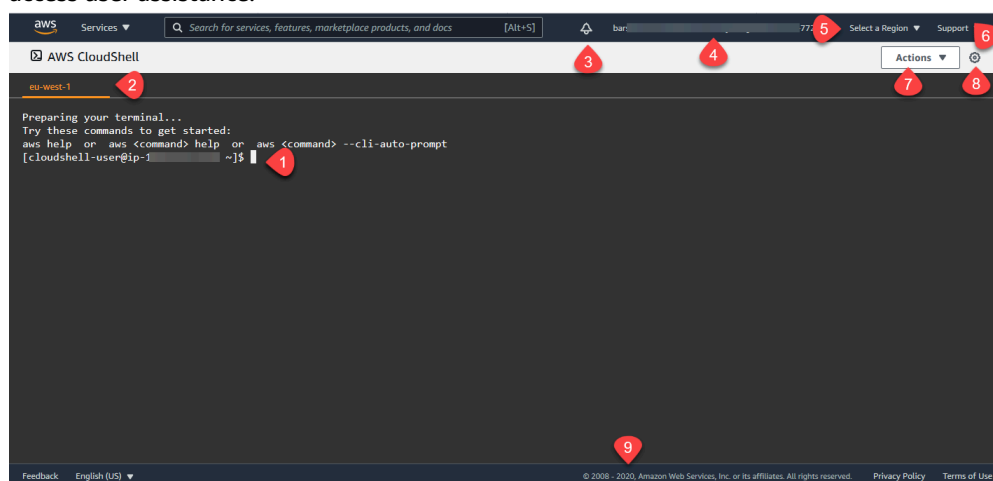 access user assistance.
aws Services ▼ Search for services, features, marketplace products, and docs [Alt+S] 5 Select a Region ▼ Support 6
AWS CloudShell 3 4 Actions ▼
eu-west-1 2 7 8
Preparing your terminal...
Try these commands to get started:
aws help or aws <command> help or aws <command> --cli-auto-prompt
[cloudshell-user@ip- ~]$ 1
9
Feedback English (US) ▼ © 2008 - 2020, Amazon Web Services, Inc. or its affiliates. All rights reserved. Privacy Policy Terms of Use